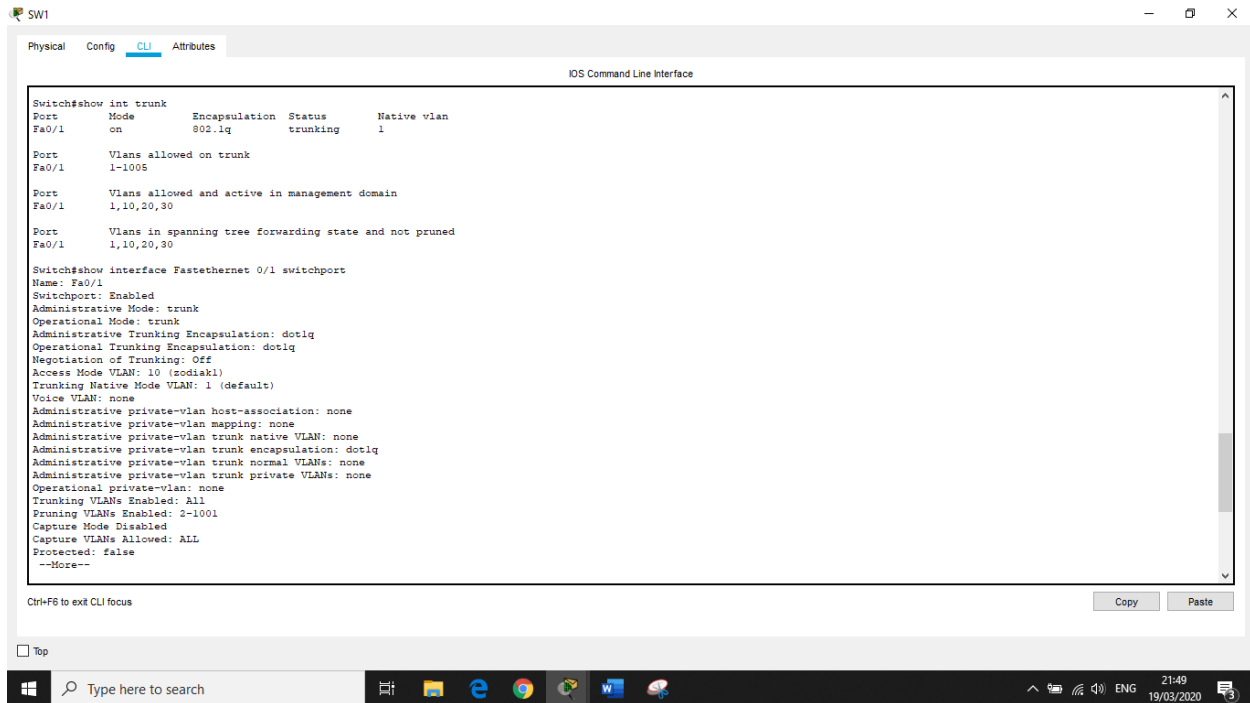 SW1
Physical Config CLI Attributes
IOS Command Line Interface
Switch#show int trunk
Port Mode Encapsulation Status Native vlan
Fa0/1 on 802.1q trunking 1
Port Vlans allowed on trunk
Fa0/1 1-1005
Port Vlans allowed and active in management domain
Fa0/1 1,10,20,30
Port Vlans in spanning tree forwarding state and not pruned
Fa0/1 1,10,20,30
Switch#show interface Fastethernet 0/1 switchport
Name: Fa0/1
Switchport: Enabled
Administrative Mode: trunk
Operational Mode: trunk
Administrative Trunking Encapsulation: dot1q
Operational Trunking Encapsulation: dot1q
Negotiation of Trunking: Off
Access Mode VLAN: 10 (zodiak1)
Trunking Native Mode VLAN: 1 (default)
Voice VLAN: none
Administrative private-vlan host-association: none
Administrative private-vlan mapping: none
Administrative private-vlan trunk native VLAN: none
Administrative private-vlan trunk encapsulation: dot1q
Administrative private-vlan trunk normal VLANs: none
Administrative private-vlan trunk private VLANs: none
Operational private-vlan: none
Trunking VLANs Enabled: All
Pruning VLANs Enabled: 2-1001
Capture Mode Disabled
Capture VLANs Allowed: ALL
Protected: false
--More--
Ctrl+F6 to exit CLI focus
Copy Paste
Top
Type here to search
W
ENG
21:49
19/03/2020
3